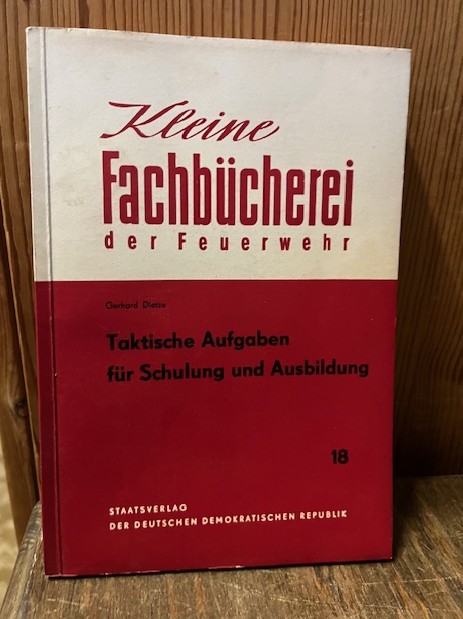 Kleine
Fachbücherei
der Feuerwehr
Gerhard Dietze
Taktische Aufgaben
für Schulung und Ausbildung
18
STAATSVERLAG
DER DEUTSCHEN DEMOKRATISCHEN REPUBLIK